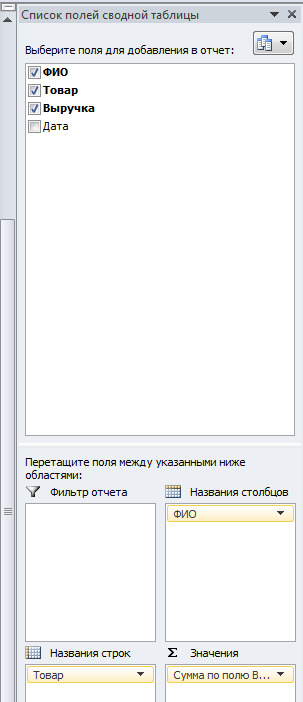 Список полей сводной таблицы
Выберите поля для добавления в отчет:
ФИО
Товар
Выручка
Дата
Перетащите поля между указанными ниже
областями:
Фильтр отчета
Названия столбцов
ФИО
Названия строк
Σ Значения
Товар
Сумма по полю В...